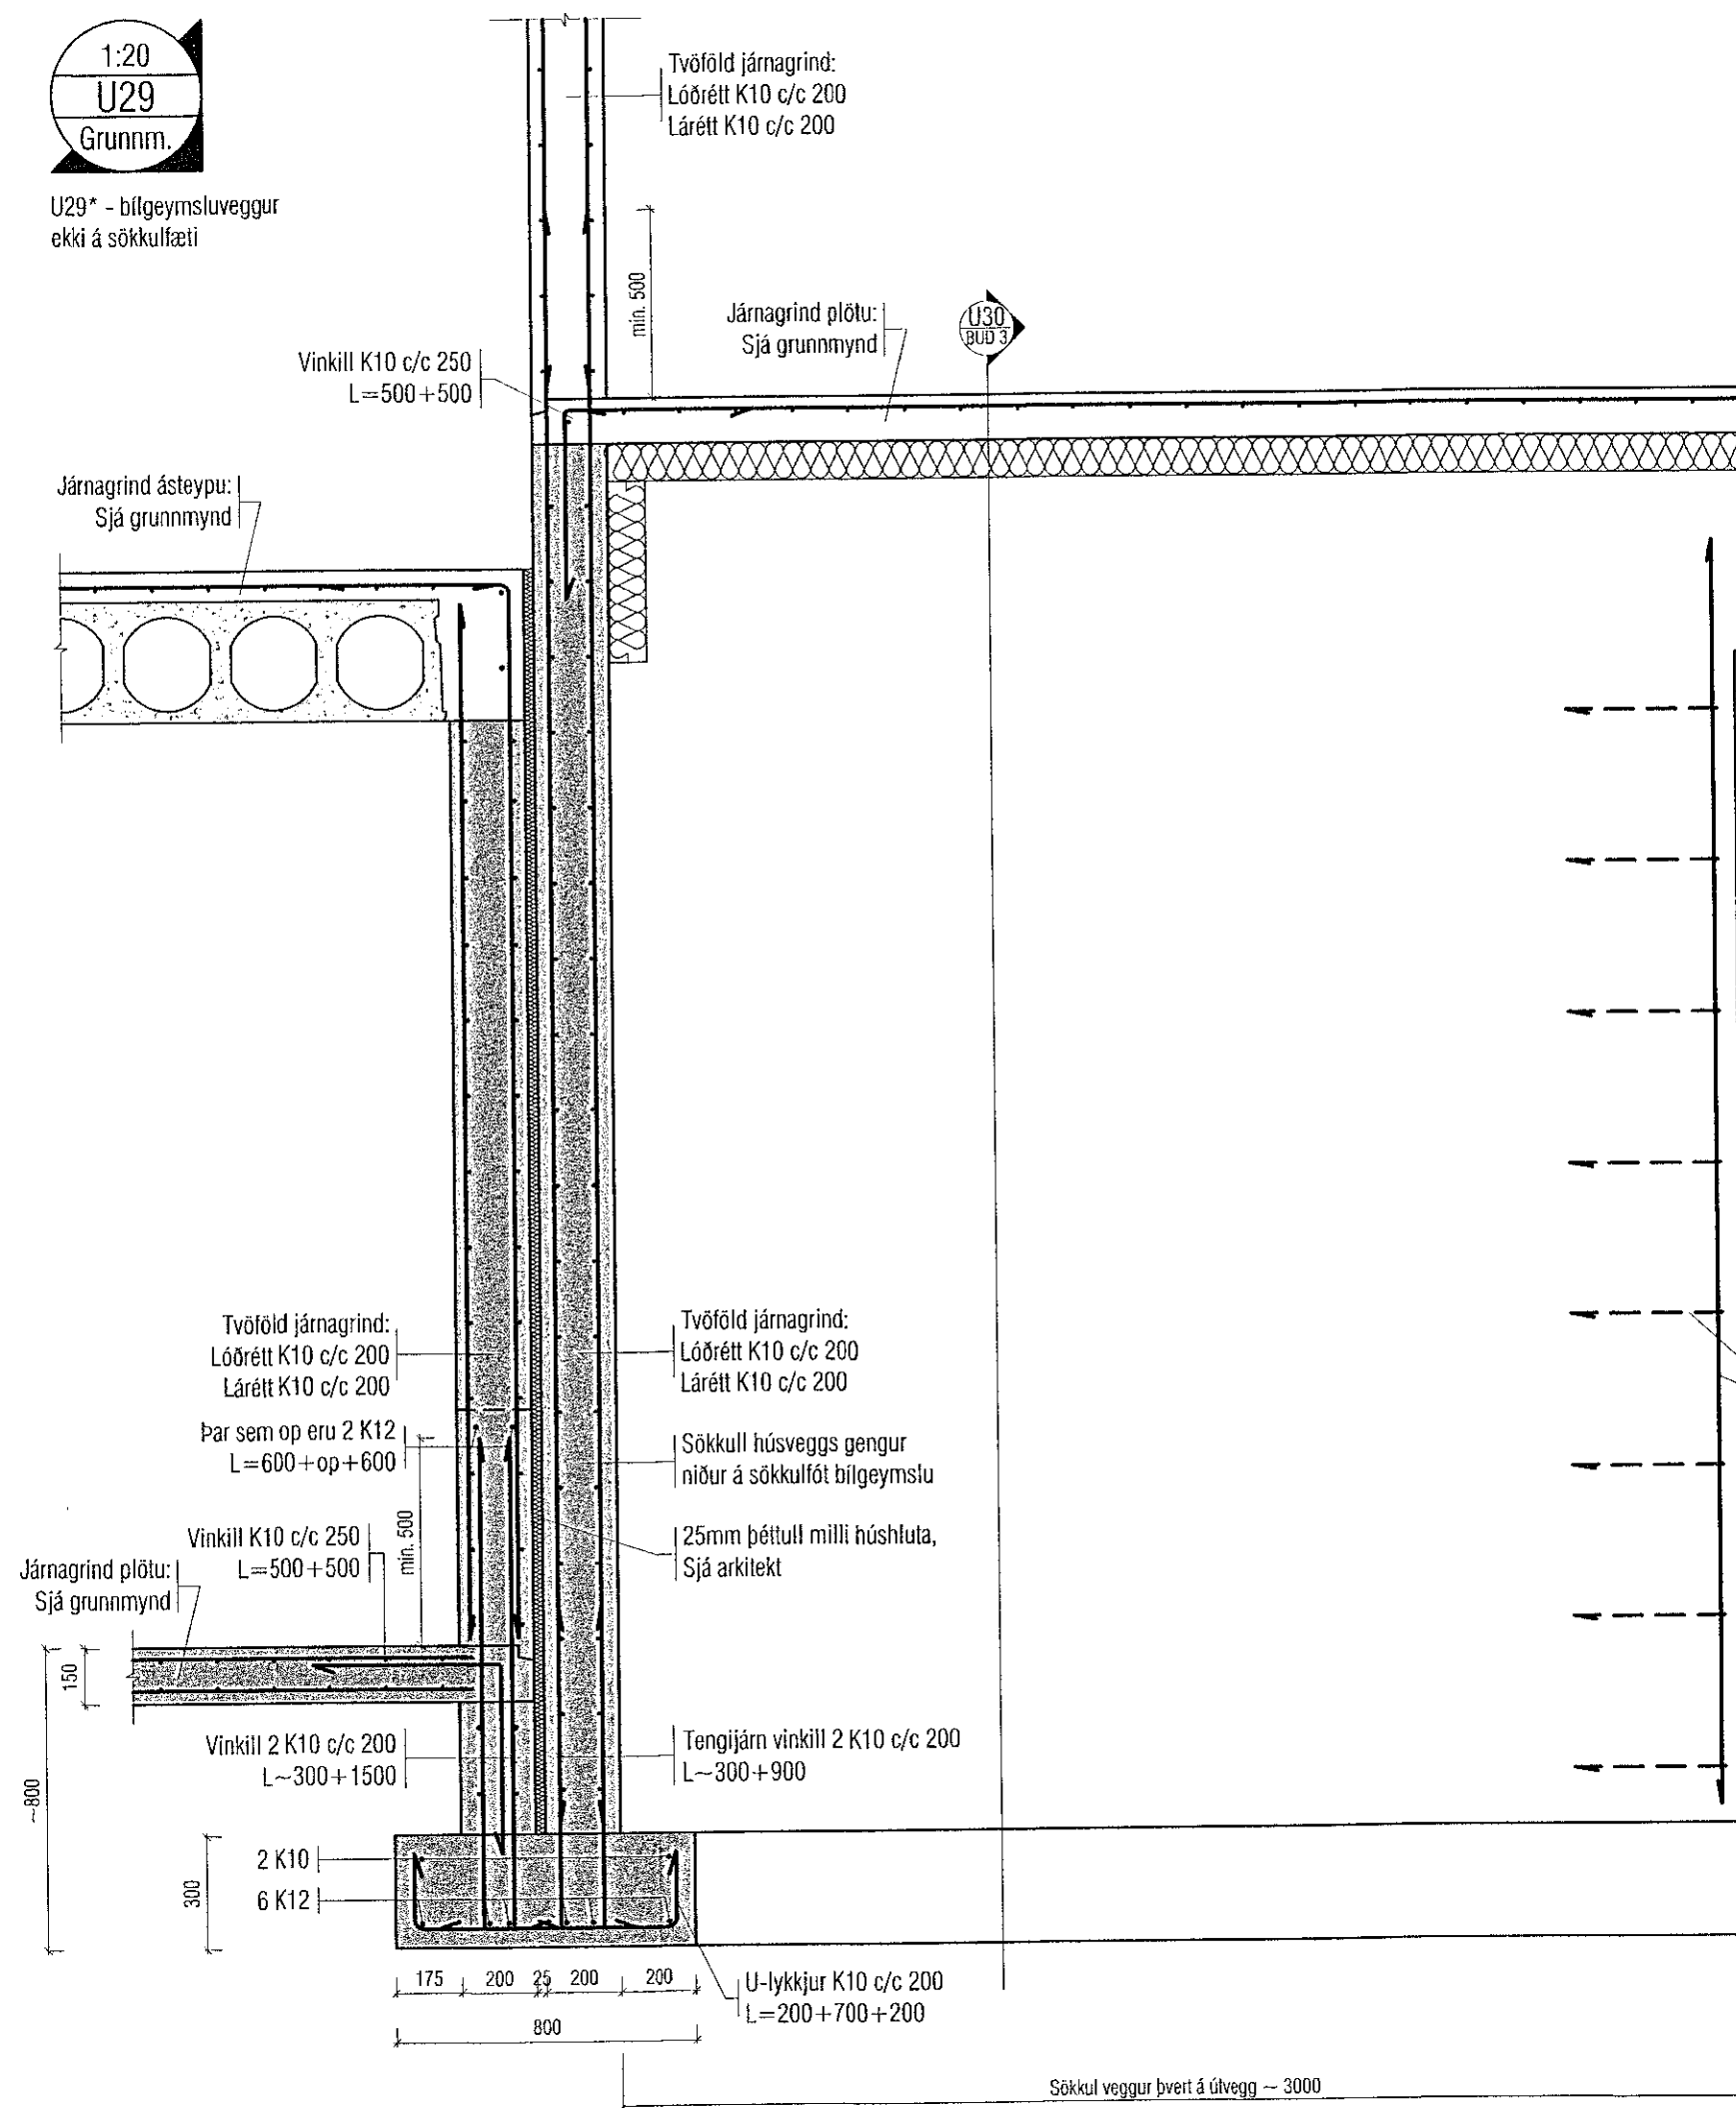 1:20
U29
Grunnm.
U29* - bílgeymsluveggur
ekki á sökkulfæti
Tvöföld járnagrind:
Lóðrétt K10 c/c 200
Lárétt K10 c/c 200
min. 500
Járnagrind plötu:
Sjá grunnmynd
U30
BUD 3
Vinkill K10 c/c 250
L=500+500
Járnagrind ásteypu:
Sjá grunnmynd
Tvöföld járnagrind:
Lóðrétt K10 c/c 200
Lárétt K10 c/c 200
Tvöföld járnagrind:
Lóðrétt K10 c/c 200
Lárétt K10 c/c 200
Þar sem op eru 2 K12
L=600+op+600
Sökkull húsveggs gengur
niður á sökkulfót bílgeymslu
min. 500
Vinkill K10 c/c 250
L=500+500
25mm þéttull milli húshluta,
Sjá arkitekt
Járnagrind plötu:
Sjá grunnmynd
150
~800
Vinkill 2 K10 c/c 200
L~300+1500
Tengijárn vinkill 2 K10 c/c 200
L~300+900
2 K10
6 K12
300
175
200
25
200
200
800
U-lykkjur K10 c/c 200
L=200+700+200
Sökkul veggur þvert á útvegg ~ 3000